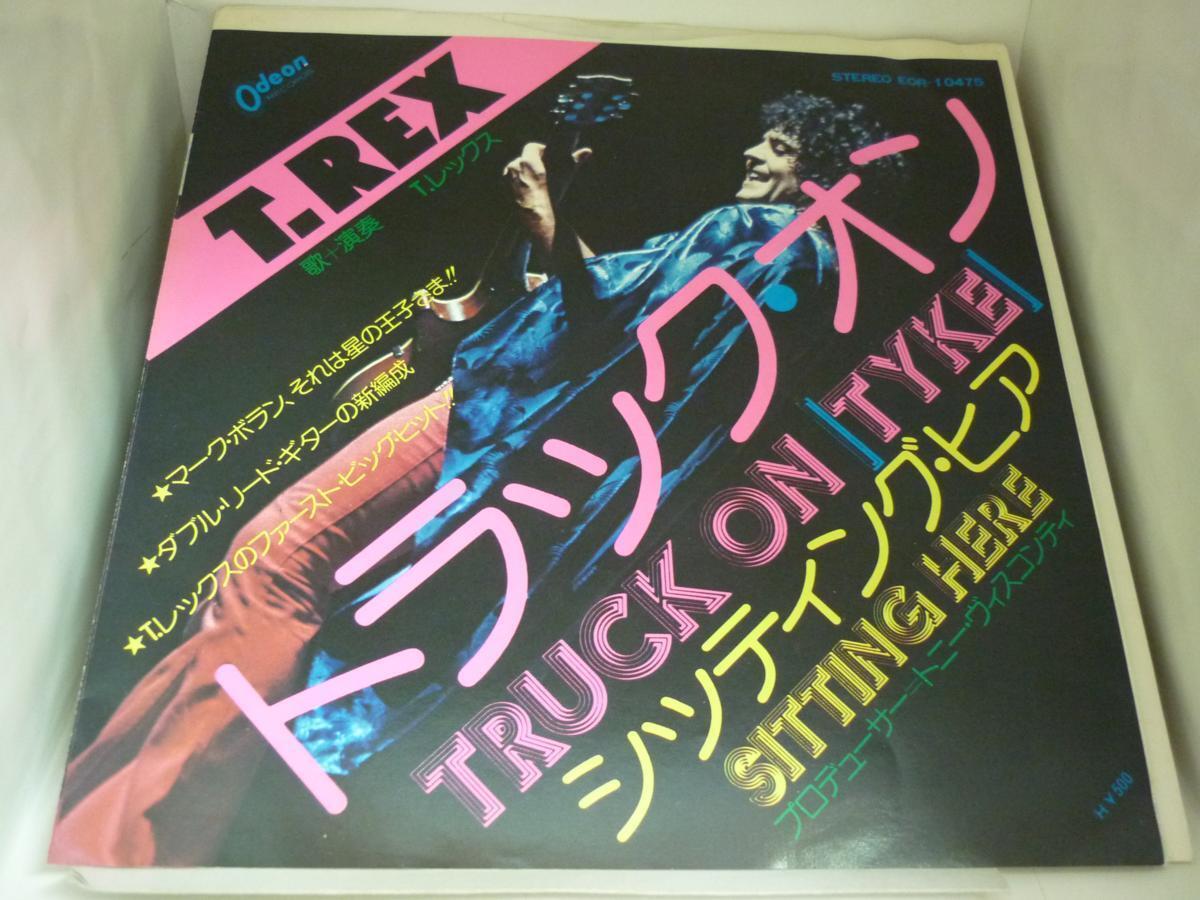 Odeon
RECORDS
STEREO EOR-10475
T.REX
歌+演奏 T.レックス
★マーク・ボラン、それは星の王子さま!!
★ダブル・リード・ギターの新編成
★T.レックスのファースト・ビッグ・ヒット!!
トラック・オン
TRUCK ON [TYKE]
シッティング・ヒア
SITTING HERE
プロデューサー=トニー・ヴィスコンティ
H ¥500